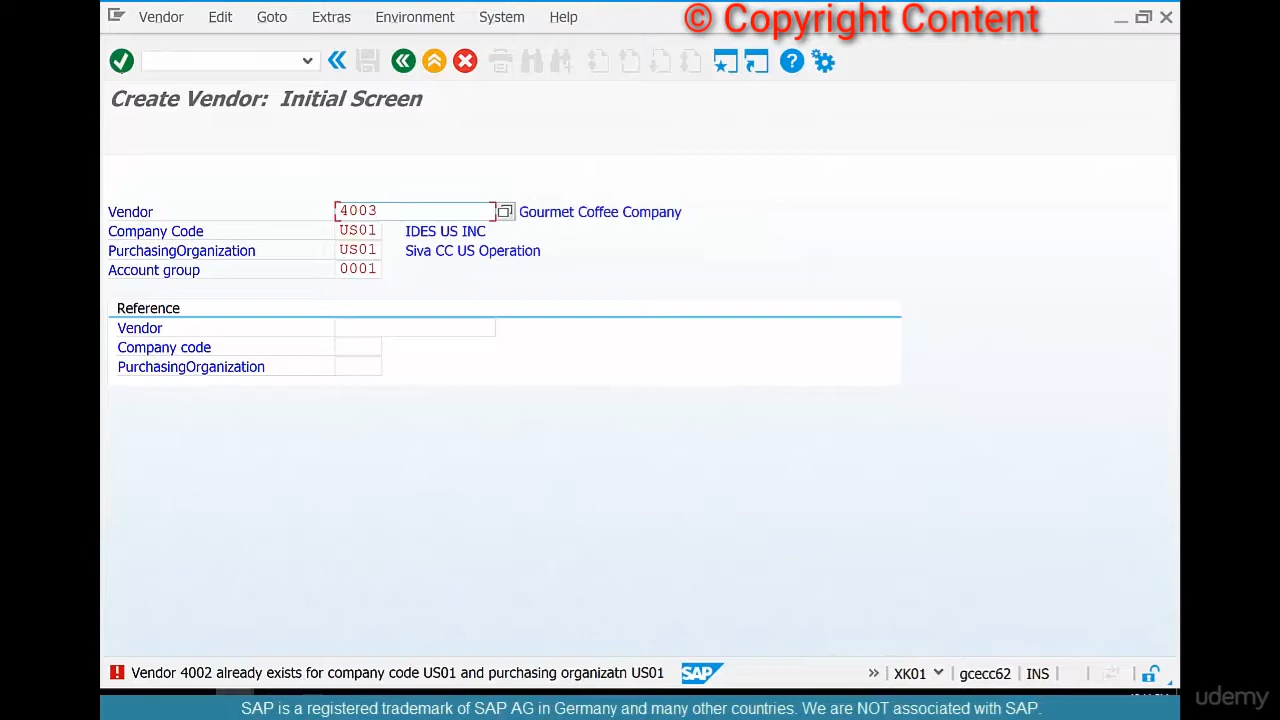 Vendor Edit Goto Extras Environment System Help
© Copyright Content
Create Vendor: Initial Screen
Vendor 4003 Gourmet Coffee Company
Company Code US01 IDES US INC
PurchasingOrganization US01 Siva CC US Operation
Account group 0001
Reference
Vendor
Company code
PurchasingOrganization
Vendor 4002 already exists for company code US01 and purchasing organizatn US01 SAP » XK01 gcecc62 INS
SAP is a registered trademark of SAP AG in Germany and many other countries. We are NOT associated with SAP.
udemy